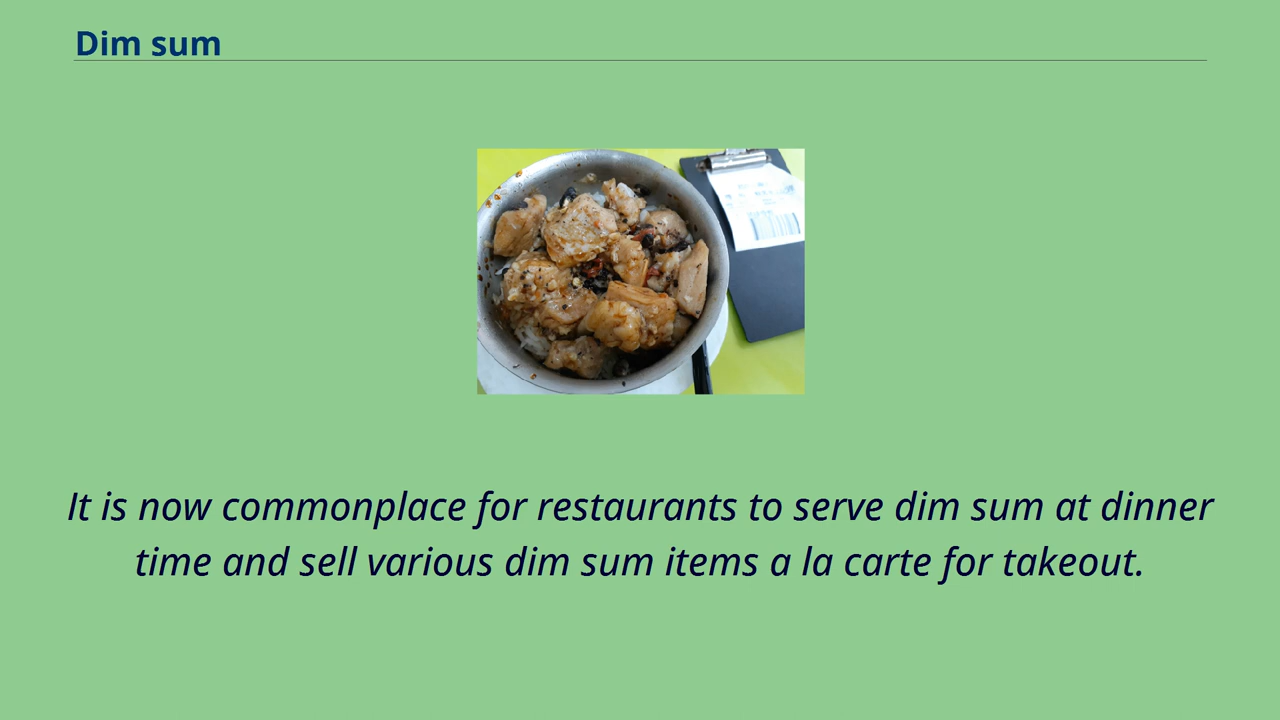 Dim sum
It is now commonplace for restaurants to serve dim sum at dinner
time and sell various dim sum items a la carte for takeout.